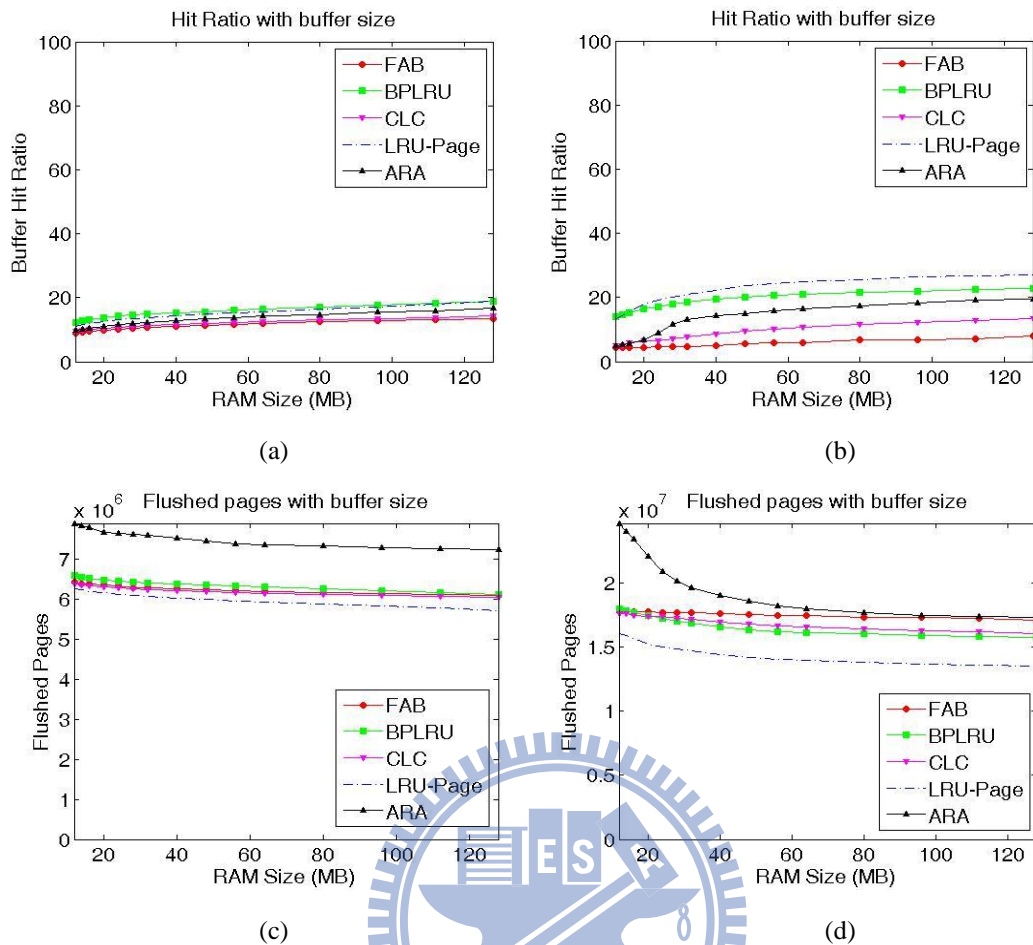 Hit Ratio with buffer size
100
80
60
40
20
0
Buffer Hit Ratio
20 40 60 80 100 120
RAM Size (MB)
FAB
BPLRU
CLC
LRU-Page
ARA
(a)
Hit Ratio with buffer size
100
80
60
40
20
0
Buffer Hit Ratio
20 40 60 80 100 120
RAM Size (MB)
FAB
BPLRU
CLC
LRU-Page
ARA
(b)
x 10^6
Flushed pages with buffer size
7
6
5
4
3
2
1
0
Flushed Pages
20 40 60 80 100 120
RAM Size (MB)
FAB
BPLRU
CLC
LRU-Page
ARA
(c)
x 10^7
Flushed pages with buffer size
2
1.5
1
0.5
0
Flushed Pages
20 40 60 80 100 120
RAM Size (MB)
FAB
BPLRU
CLC
LRU-Page
ARA
(d)
E S